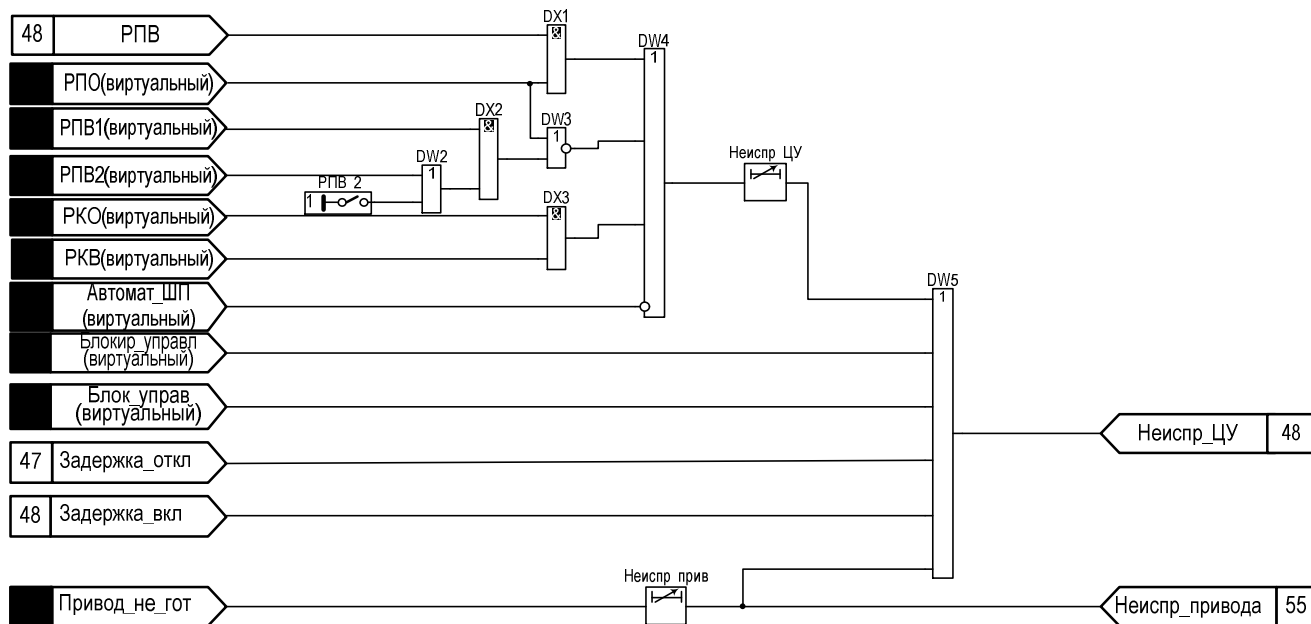 48 РПВ
DX1
&
DW4
1
РПО(виртуальный)
РПВ1(виртуальный)
DX2
&
DW3
1
Неиспр ЦУ
РПВ2(виртуальный)
DW2
1
РПВ 2
1
РКО(виртуальный)
DX3
&
РКВ(виртуальный)
Автомат_ШП
(виртуальный)
DW5
1
Блокир_управл
(виртуальный)
Блок_управ
(виртуальный)
Неиспр_ЦУ 48
47 Задержка_откл
48 Задержка_вкл
Неиспр прив
Привод_не_гот
Неиспр_привода 55